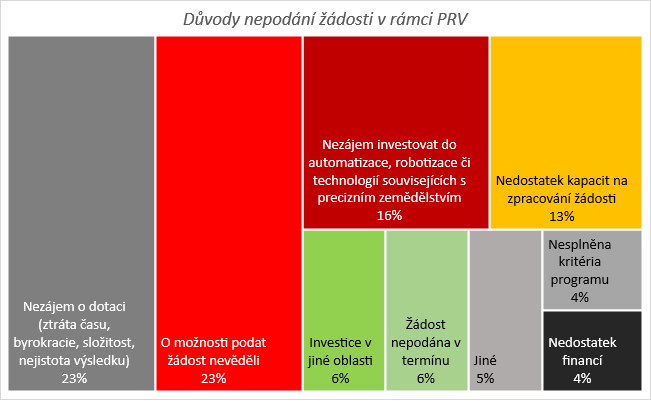 Důvody nepodání žádosti v rámci PRV
Nezájem o dotaci
(ztráta času,
byrokracie, složitost,
nejistota výsledku)
23%
O možnosti podat
žádost nevěděli
23%
Nezájem investovat do
automatizace, robotizace či
technologií souvisejících s
precizním zemědělstvím
16%
Nedostatek kapacit na
zpracování žádosti
13%
Investice v
jiné oblasti
6%
Žádost
nepodána v
termínu
6%
Jiné
5%
Nesplněna
kritéria
programu
4%
Nedostatek
financí
4%